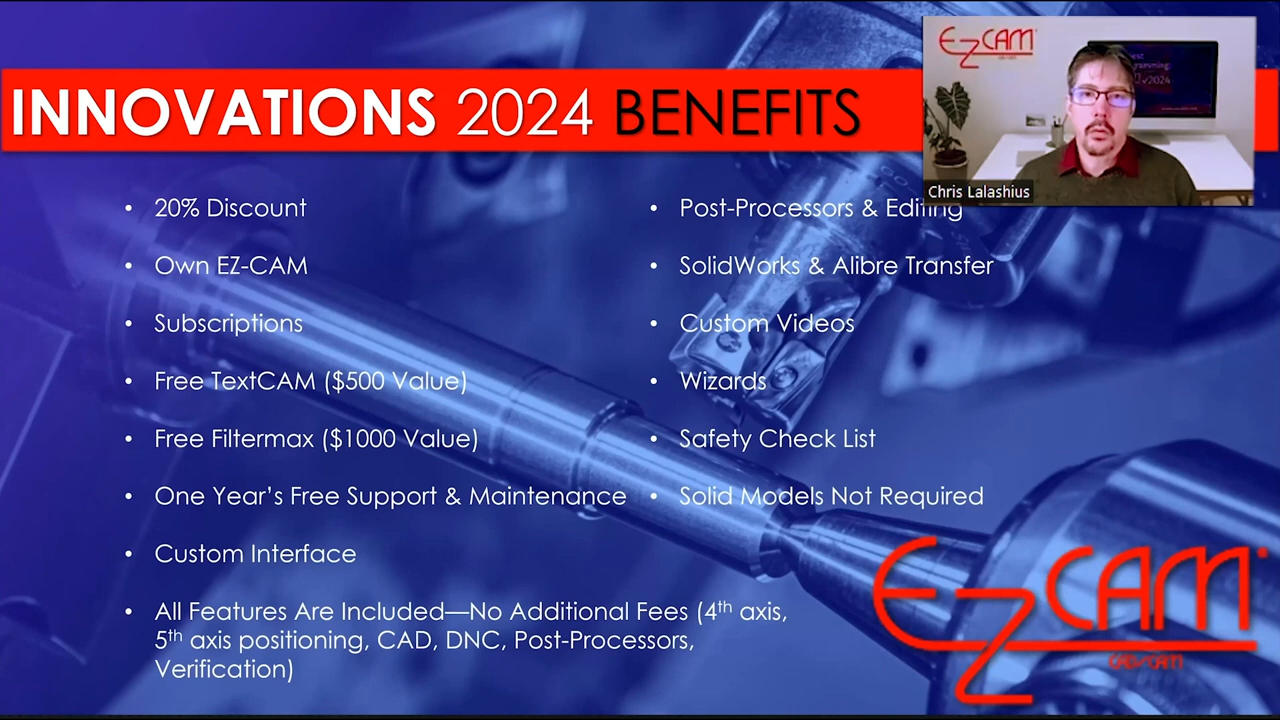 INNOVATIONS 2024 BENEFITS
EZCAM
v2024
Chris Lalashius
• 20% Discount
• Own EZ-CAM
• Subscriptions
• Free TextCAM ($500 Value)
• Free Filtermax ($1000 Value)
• One Year’s Free Support & Maintenance
• Custom Interface
• All Features Are Included—No Additional Fees (4th axis,
5th axis positioning, CAD, DNC, Post-Processors,
Verification)
• Post-Processors & Editing
• SolidWorks & Alibre Transfer
• Custom Videos
• Wizards
• Safety Check List
• Solid Models Not Required
EZCAM
CAD/CAM